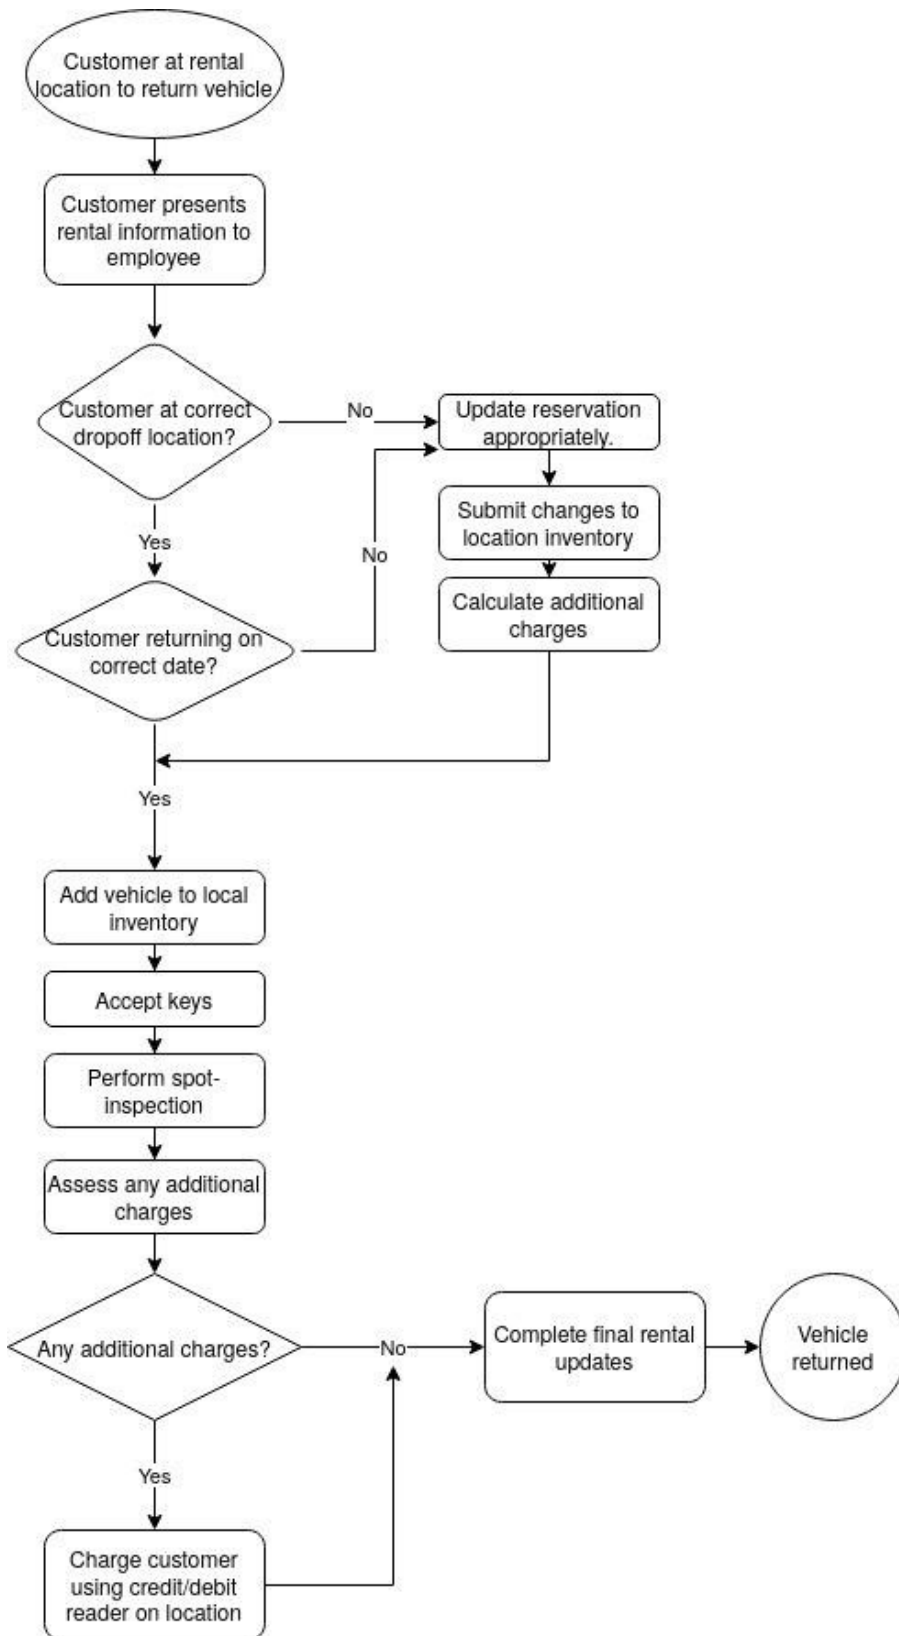 Customer at rental
location to return vehicle
Customer presents
rental information to
employee
Customer at correct
dropoff location?
No
Update reservation
appropriately.
Submit changes to
location inventory
Yes
No
Calculate additional
charges
Customer returning on
correct date?
Yes
Add vehicle to local
inventory
Accept keys
Perform spot-
inspection
Assess any additional
charges
Any additional charges?
No
Complete final rental
updates
Vehicle
returned
Yes
Charge customer
using credit/debit
reader on location